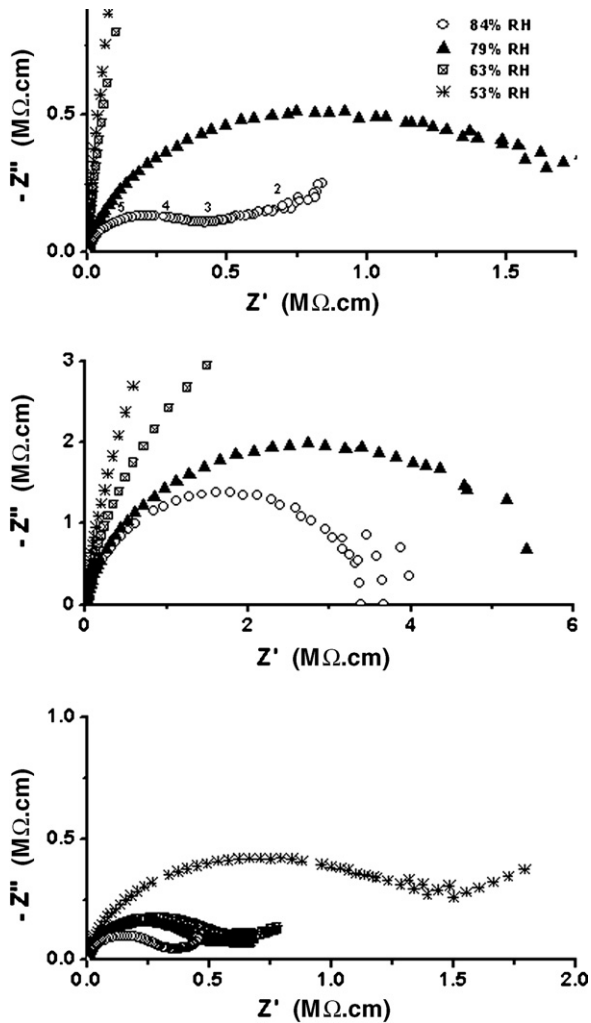 84% RH
79% RH
63% RH
53% RH
- Z" (MΩ.cm)
0.5
0.0
5 4 3 2
0.0 0.5 1.0 1.5
Z' (MΩ.cm)
- Z" (MΩ.cm)
3
2
1
0
0 2 4 6
Z' (MΩ.cm)
- Z" (MΩ.cm)
1.0
0.5
0.0
0.0 0.5 1.0 1.5 2.0
Z' (MΩ.cm)